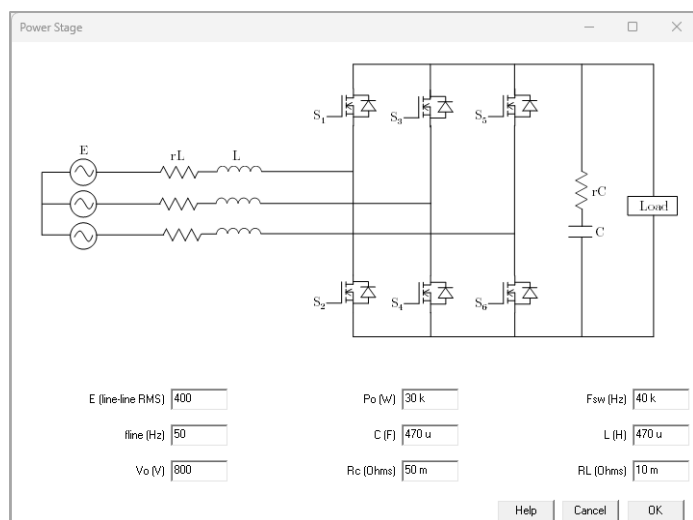 Power Stage
S1
S3
S5
E
rL
L
rC
Load
C
S2
S4
S6
E (line-line RMS) 400 Po (W) 30 k Fsw (Hz) 40 k
fline (Hz) 50 C (F) 470 u L (H) 470 u
Vo (V) 800 Rc (Ohms) 50 m RL (Ohms) 10 m
Help Cancel OK